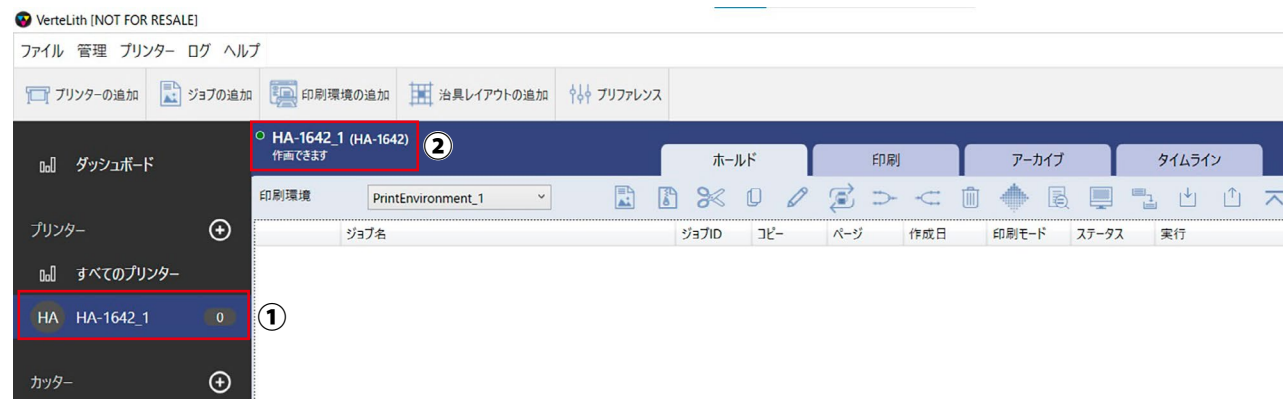 VerteLith [NOT FOR RESALE]
ファイル 管理 プリンター ログ ヘルプ
プリンターの追加 ジョブの追加 印刷環境の追加 治具レイアウトの追加 プリファレンス
ダッシュボード
プリンター
すべてのプリンター
HA HA-1642_1 0 ①
カッター
HA-1642_1 (HA-1642) ②
作画できます
ホールド 印刷 アーカイブ タイムライン
印刷環境 PrintEnvironment_1
ジョブ名 ジョブID コピー ページ 作成日 印刷モード ステータス 実行